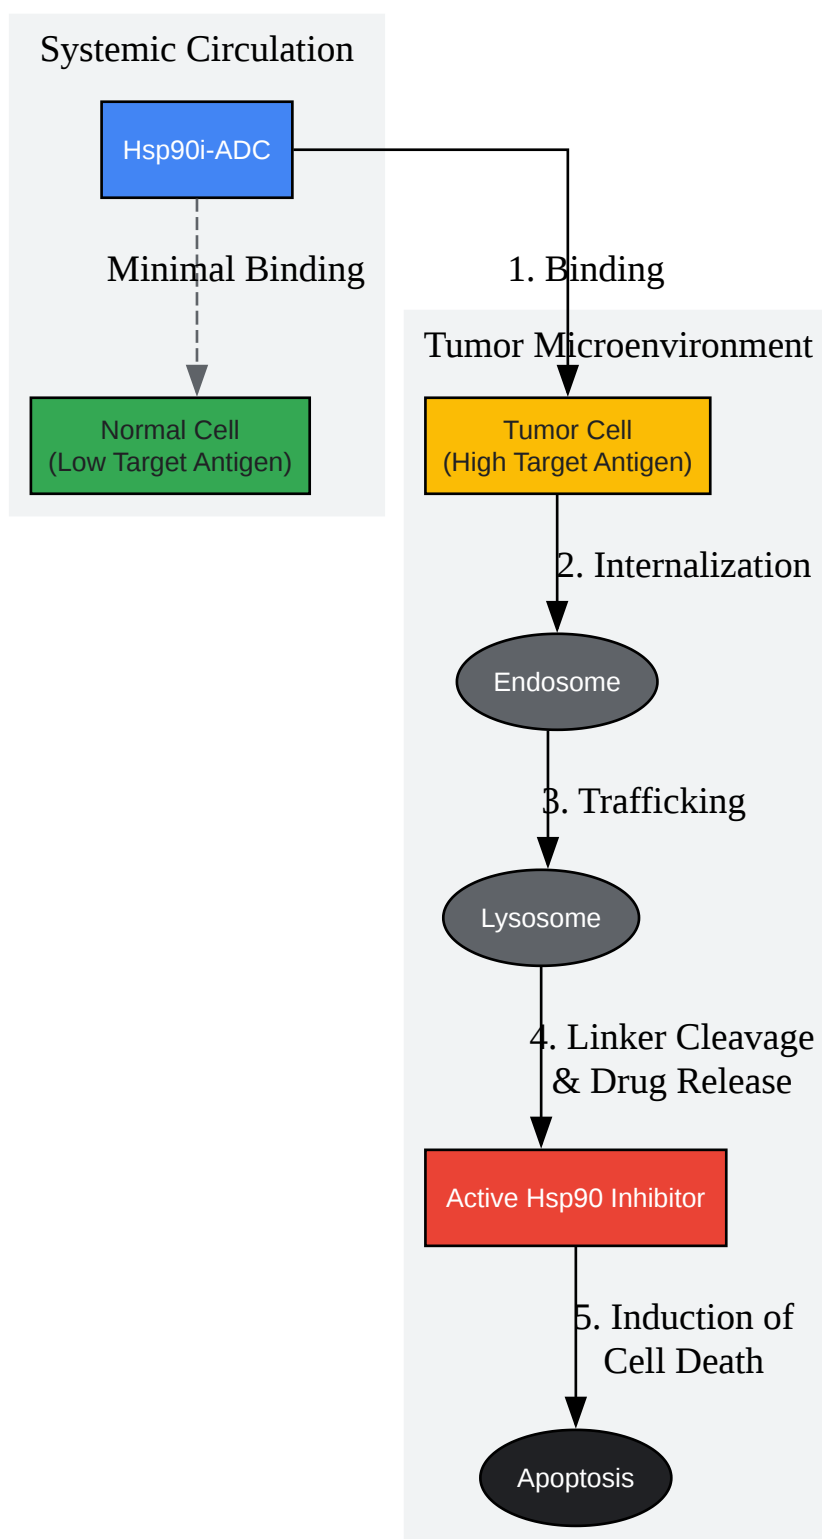 Systemic Circulation
Hsp90i-ADC
Minimal Binding
1. Binding
Tumor Microenvironment
Normal Cell
(Low Target Antigen)
Tumor Cell
(High Target Antigen)
2. Internalization
Endosome
3. Trafficking
Lysosome
4. Linker Cleavage
& Drug Release
Active Hsp90 Inhibitor
5. Induction of
Cell Death
Apoptosis